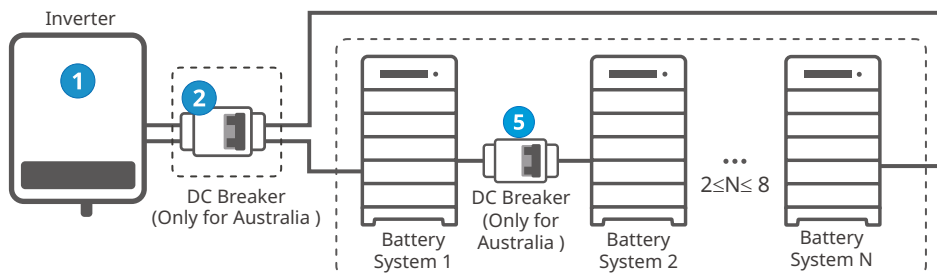 Inverter
1
2
5
DC Breaker
(Only for Australia )
DC Breaker
(Only for
Australia )
•••
2≤N≤ 8
Battery
System 1
Battery
System 2
Battery
System N